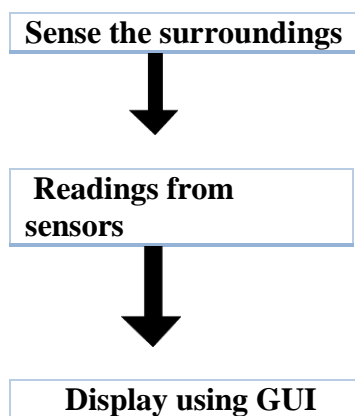 Sense the surroundings
Readings from
sensors
Display using GUI